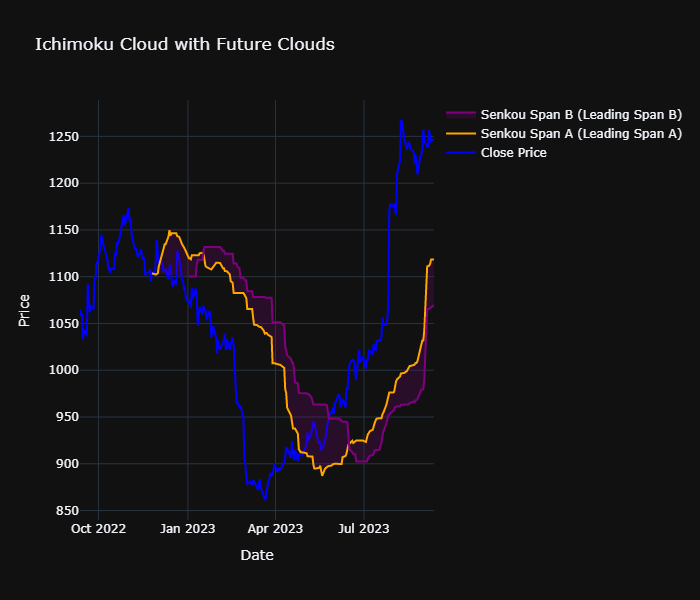 Ichimoku Cloud with Future Clouds
Senkou Span B (Leading Span B)
Senkou Span A (Leading Span A)
Close Price
1250
1200
1150
1100
1050
1000
950
900
850
Price
Oct 2022
Jan 2023
Apr 2023
Jul 2023
Date